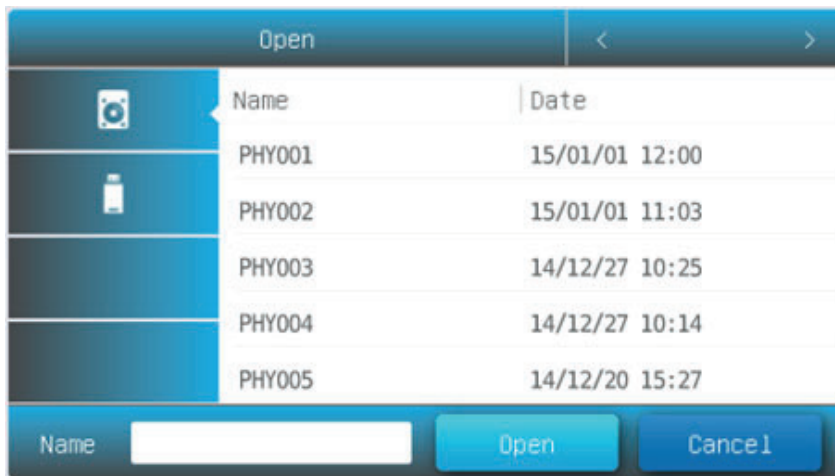 Open < >
Name Date
PHY001 15/01/01 12:00
PHY002 15/01/01 11:03
PHY003 14/12/27 10:25
PHY004 14/12/27 10:14
PHY005 14/12/20 15:27
Name Open Cancel